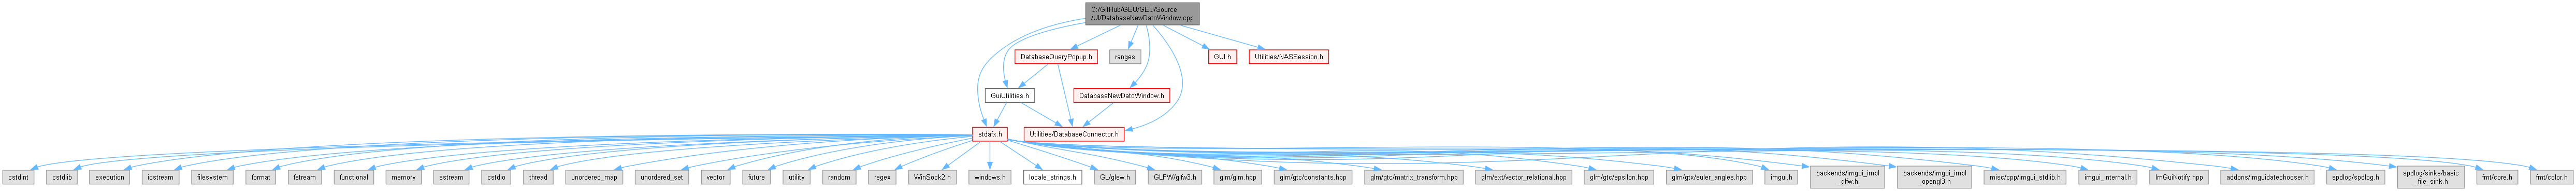 C:/GitHub/GEU/GEU/Source
/UI/DatabaseNewDatoWindow.cpp
DatabaseQueryPopup.h
ranges
GUI.h
Utilities/NASSession.h
GuiUtilities.h
DatabaseNewDatoWindow.h
stdafx.h
Utilities/DatabaseConnector.h
cstdint
cstdlib
execution
iostream
filesystem
format
fstream
functional
memory
sstream
cstdio
thread
unordered_map
unordered_set
vector
future
utility
random
regex
WinSock2.h
windows.h
locale_strings.h
GL/glew.h
GLFW/glfw3.h
glm/glm.hpp
glm/gtc/constants.hpp
glm/gtc/matrix_transform.hpp
glm/ext/vector_relational.hpp
glm/gtc/epsilon.hpp
glm/gtx/euler_angles.hpp
imgui.h
backends/imgui_impl
_glfw.h
backends/imgui_impl
_opengl3.h
misc/cpp/imgui_stdlib.h
imgui_internal.h
ImGuiNotify.hpp
addons/imguidatechooser.h
spdlog/spdlog.h
spdlog/sinks/basic
_file_sink.h
fmt/core.h
fmt/color.h